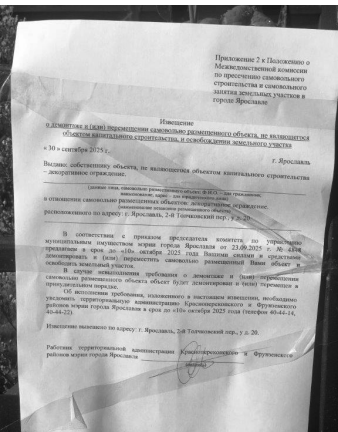 Приложение 2 к Положению о
Межведомственной комиссии
по пресечению самовольного
строительства и самовольного
занятия земельных участков в
городе Ярославле
Извещение
о демонтаже и (или) перемещении самовольно размещенного объекта, не являющегося
объектом капитального строительства, и освобождении земельного участка
« 30 » сентября 2025 г.
г. Ярославль
Выдано: собственнику объекта, не являющегося объектом капитального строительства
– декоративное ограждение.
в отношении самовольно размещенных объектов: декоративное ограждение,
расположенного по адресу: г. Ярославль, 2-й Толчковский пер., у д. 20.
В соответствии с приказом председателя комитета по управлению
муниципальным имуществом мэрии города Ярославля от 23.09.2025 г. №
предлагаем в срок до «10» октября 2025 года Вашими силами и средствами
демонтировать и (или) переместить самовольно размещенный Вами объект и
освободить земельный участок.
В случае невыполнения требования о демонтаже и (или) перемещении
самовольно размещенного объекта объект будет демонтирован и (или) перемещен в
принудительном порядке.
Об исполнении требования, изложенного в настоящем извещении, необходимо
уведомить территориальную администрацию Красноперекопского и Фрунзенского
районов мэрии города Ярославля в срок до «10» октября 2025 года (телефон 40-44-14,
40-44-22)
Извещение вывешено по адресу: г. Ярославль, 2-й Толчковский пер., у д. 20.
Работник территориальной администрации Красноперекопского и Фрунзенского
районов мэрии города Ярославля